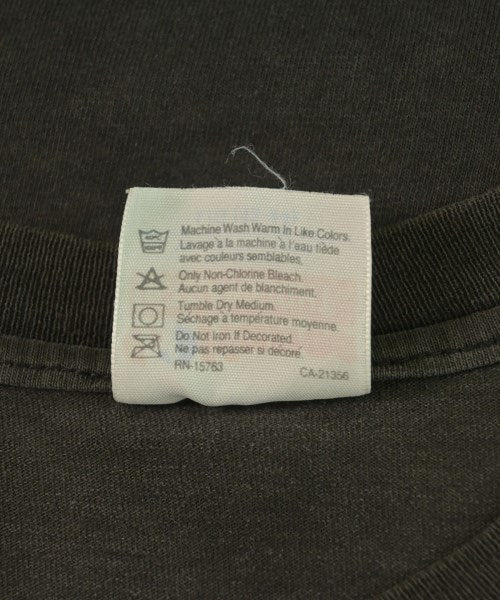 Machine Wash Warm In Like Colors.
Lavage à la machine à l'eau tiède
avec couleurs semblables.
Only Non-Chlorine Bleach.
Aucun agent de blanchiment.
Tumble Dry Medium.
Séchage à température moyenne.
Do Not Iron If Decorated.
Ne pas repasser si décoré.
RN-15763 CA-21356